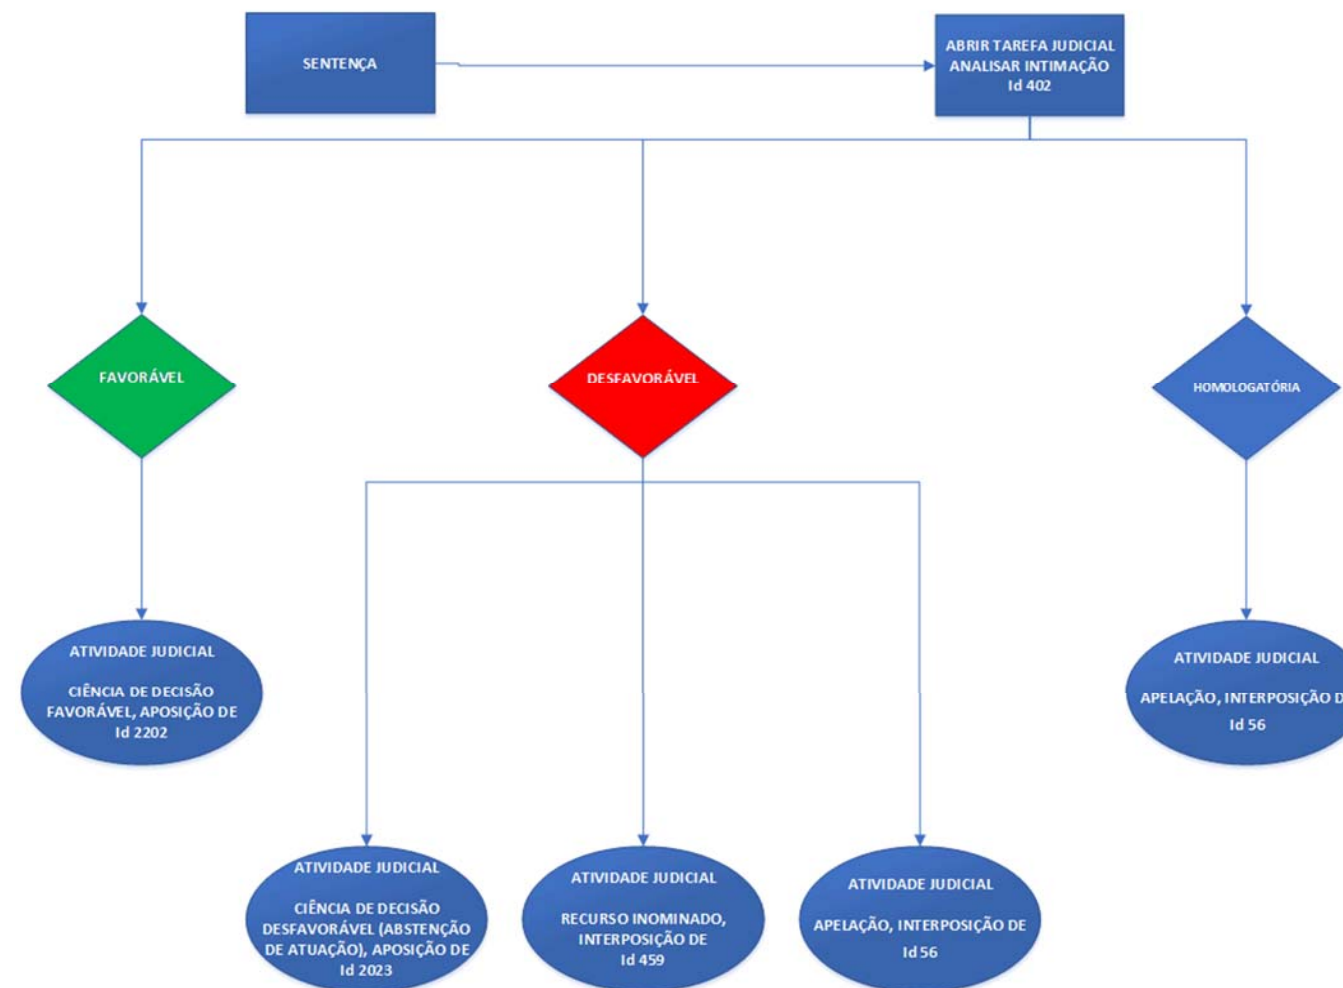 SENTENÇA
ABRIR TAREFA JUDICIAL
ANALISAR INTIMAÇÃO
Id 402
FAVORÁVEL
DESFAVORÁVEL
HOMOLOGATÓRIA
ATIVIDADE JUDICIAL
CIÊNCIA DE DECISÃO
FAVORÁVEL, APOSIÇÃO DE
Id 2202
ATIVIDADE JUDICIAL
APELAÇÃO, INTERPOSIÇÃO D
Id 56
ATIVIDADE JUDICIAL
CIÊNCIA DE DECISÃO
DESFAVORÁVEL (ABSTENÇÃO
DE ATUAÇÃO), APOSIÇÃO DE
Id 2023
ATIVIDADE JUDICIAL
RECURSO INOMINADO,
INTERPOSIÇÃO DE
Id 459
ATIVIDADE JUDICIAL
APELAÇÃO, INTERPOSIÇÃO DE
Id 56